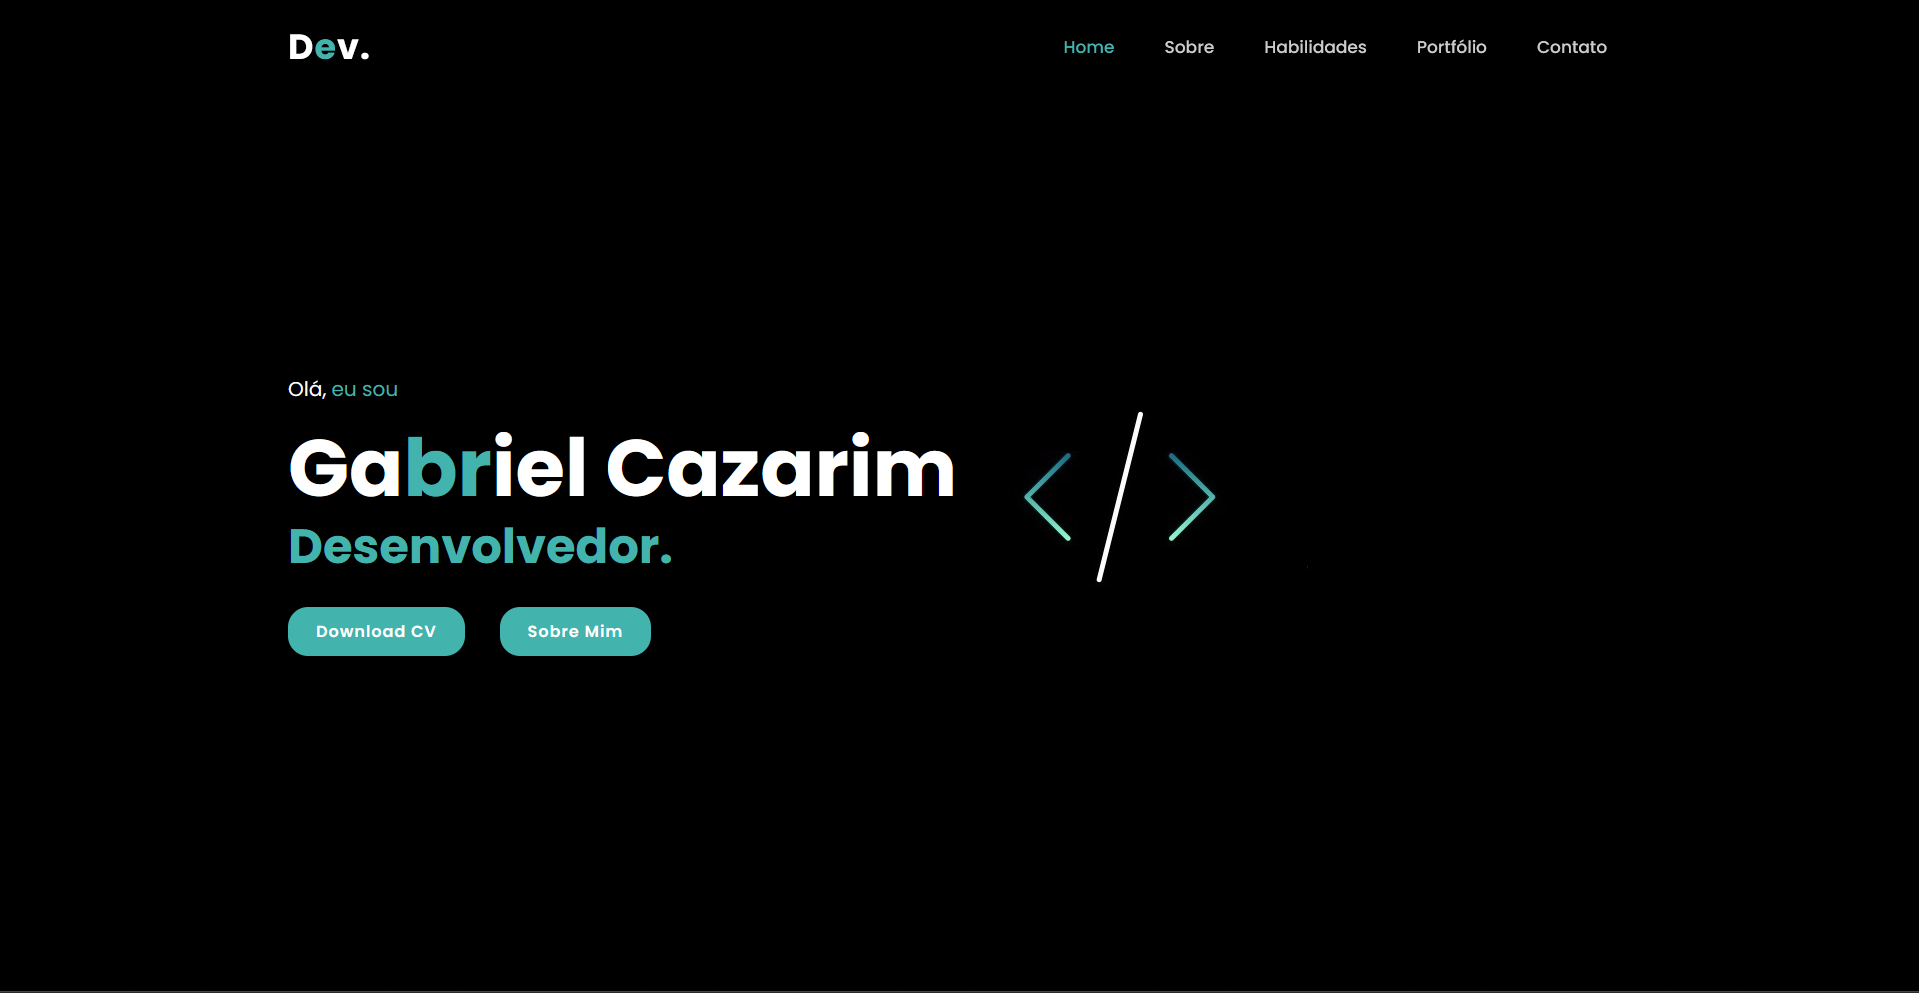 Dev.
Home Sobre Habilidades Portfólio Contato
Olá, eu sou
Gabriel Cazarim
Desenvolvedor.
</>
Download CV Sobre Mim